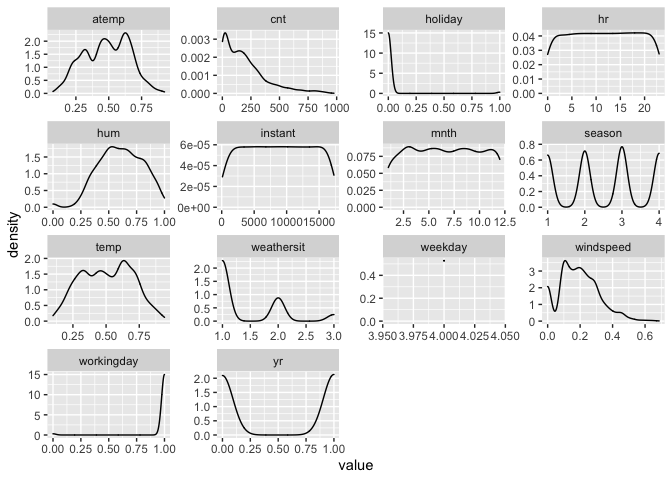 atemp
cnt
holiday
hr
2.0
1.5
1.0
0.5
0.0
0.25 0.50 0.75
0.003
0.002
0.001
0.000
0 250 500 750 1000
15
10
5
0
0.00 0.25 0.50 0.75 1.00
0.04
0.03
0.02
0.01
0.00
0 5 10 15 20
hum
instant
mnth
season
1.5
1.0
0.5
0.0
0.00 0.25 0.50 0.75 1.00
6e-05
4e-05
2e-05
0e+00
0 5000 10000 15000
0.075
0.050
0.025
0.000
2.5 5.0 7.5 10.0 12.5
0.8
0.6
0.4
0.2
0.0
1 2 3 4
density
temp
weathersit
weekday
windspeed
2.0
1.5
1.0
0.5
0.0
0.25 0.50 0.75
2.0
1.5
1.0
0.5
0.0
1.0 1.5 2.0 2.5 3.0
0.4
0.2
0.0
3.950 3.975 4.000 4.025 4.050
3
2
1
0
0.0 0.2 0.4 0.6
workingday
yr
15
10
5
0
0.00 0.25 0.50 0.75 1.00
2.0
1.5
1.0
0.5
0.0
0.00 0.25 0.50 0.75 1.00
value